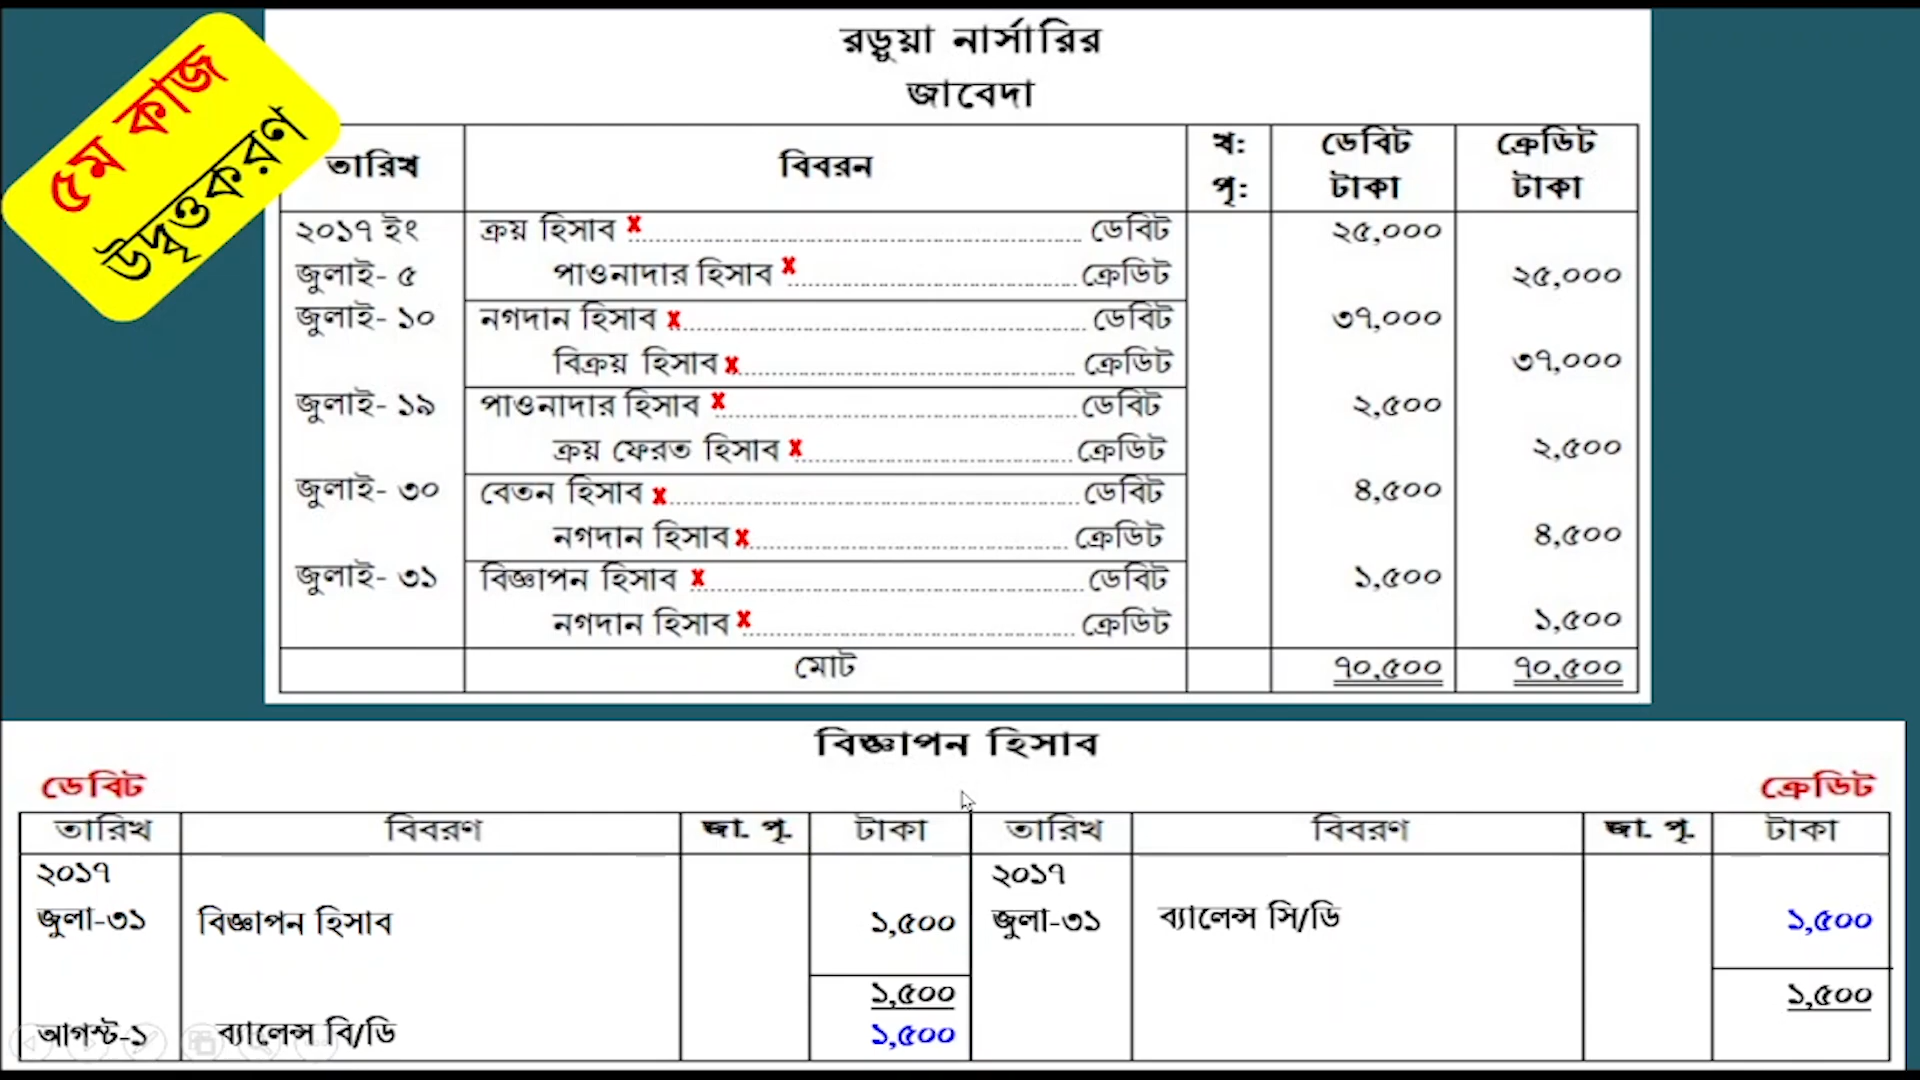 ৫ম কাজ
উদ্বৃত্তকরণ
রড়ুয়া নার্সারির
জাবেদা
তারিখ বিবরন খ: পৃ: ডেবিট টাকা ক্রেডিট টাকা
২০১৭ ইং ক্রয় হিসাব x ডেবিট ২৫,০০০
জুলাই- ৫ পাওনাদার হিসাব x ক্রেডিট ২৫,০০০
জুলাই- ১০ নগদান হিসাব x ডেবিট ৩৭,০০০
বিক্রয় হিসাব x ক্রেডিট ৩৭,০০০
জুলাই- ১৯ পাওনাদার হিসাব x ডেবিট ২,৫০০
ক্রয় ফেরত হিসাব x ক্রেডিট ২,৫০০
জুলাই- ৩০ বেতন হিসাব x ডেবিট ৪,৫০০
নগদান হিসাব x ক্রেডিট ৪,৫০০
জুলাই- ৩১ বিজ্ঞাপন হিসাব x ডেবিট ১,৫০০
নগদান হিসাব x ক্রেডিট ১,৫০০
মোট ৭০,৫০০ ৭০,৫০০
বিজ্ঞাপন হিসাব
ডেবিট ক্রেডিট
তারিখ বিবরণ জা. পৃ. টাকা তারিখ বিবরণ জা. পৃ. টাকা
২০১৭ ২০১৭
জুলা-৩১ বিজ্ঞাপন হিসাব ১,৫০০ জুলা-৩১ ব্যালেন্স সি/ডি ১,৫০০
১,৫০০ ১,৫০০
আগস্ট-১ ব্যালেন্স বি/ডি ১,৫০০